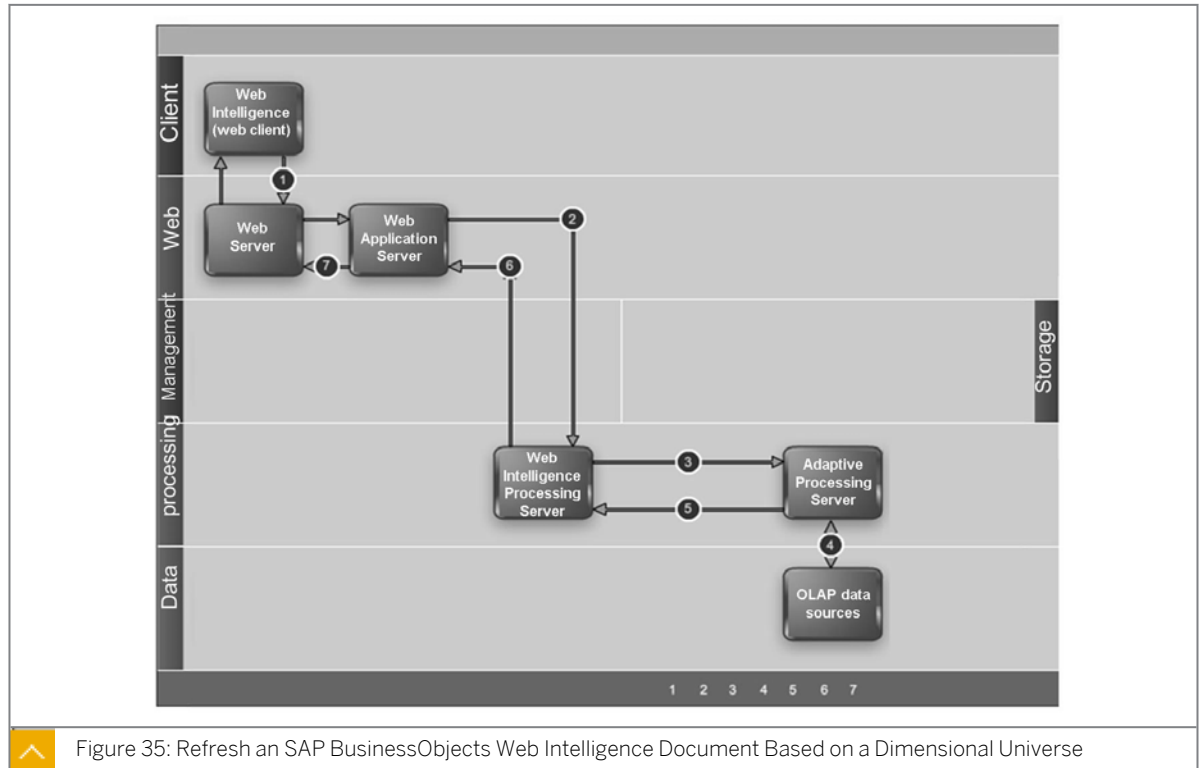 Client
Web
Intelligence
(web client)
1
Web
Web
Server
Web
Application
Server
2
7
6
Management
Storage
processing
Web
Intelligence
Processing
Server
3
5
Adaptive
Processing
Server
4
Data
OLAP data
sources
1 2 3 4 5 6 7
Figure 35: Refresh an SAP BusinessObjects Web Intelligence Document Based on a Dimensional Universe